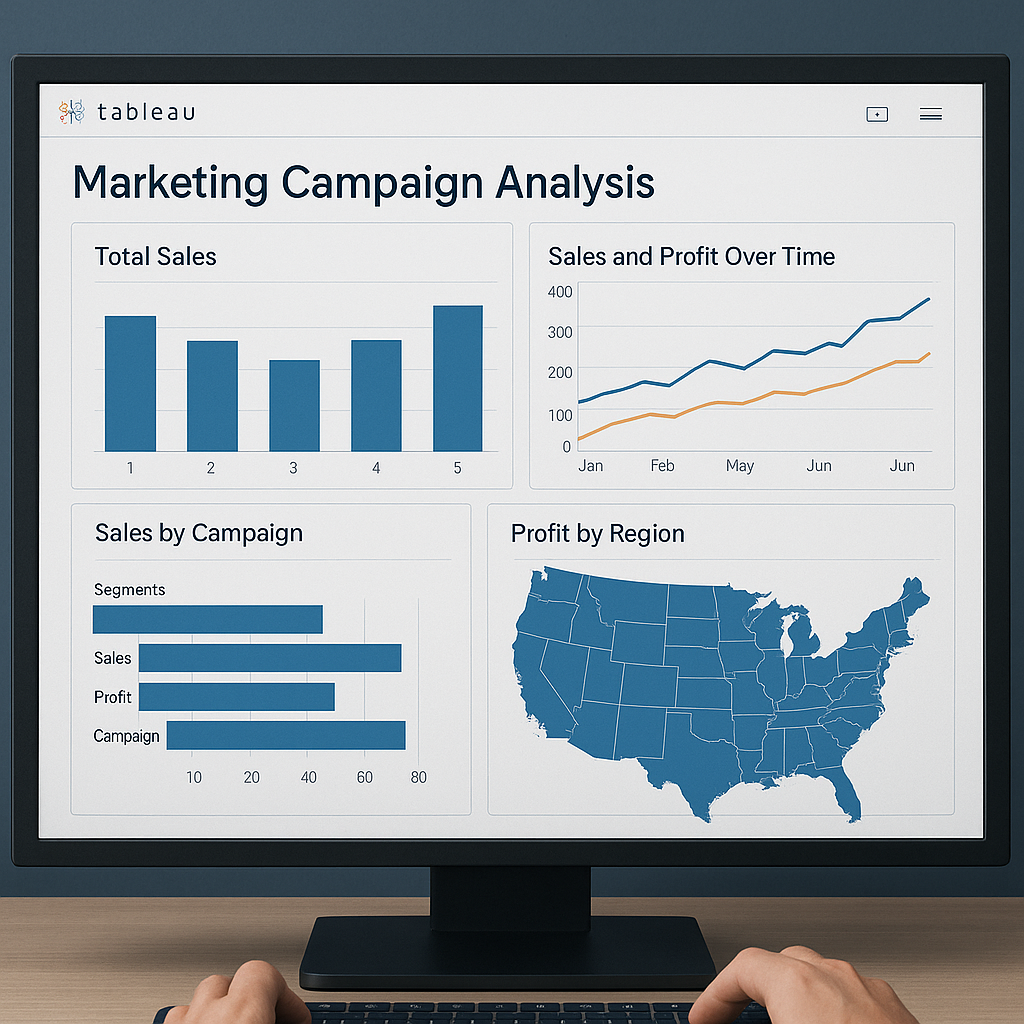 tableau
Marketing Campaign Analysis
Total Sales
1 2 3 4 5
Sales and Profit Over Time
400
300
200
100
0
Jan Feb May Jun Jun
Sales by Campaign
Segments
Sales
Profit
Campaign
10 20 40 60 80
Profit by Region